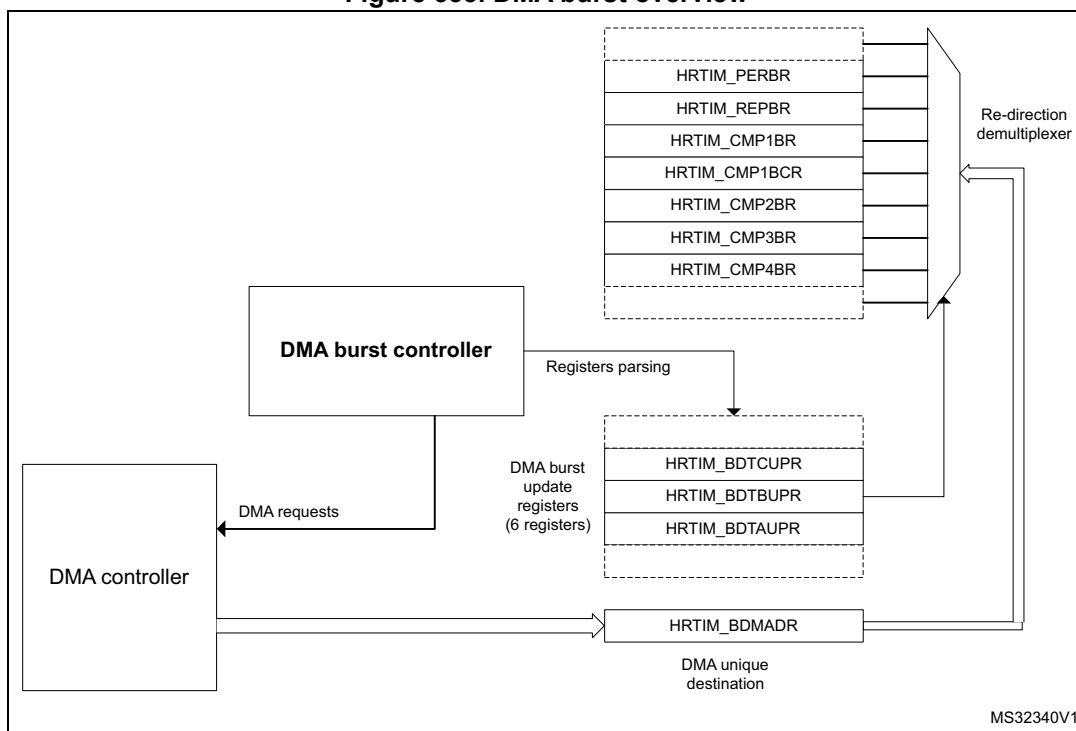 Figure DMA burst overview
HRTIM_PERBR
HRTIM_REPBR
HRTIM_CMP1BR
HRTIM_CMP1BCR
HRTIM_CMP2BR
HRTIM_CMP3BR
HRTIM_CMP4BR
Re-direction
demultiplexer
DMA burst controller
Registers parsing
DMA burst
update
registers
(6 registers)
HRTIM_BDTCUPR
HRTIM_BDTBUPR
HRTIM_BDTAUPR
DMA requests
DMA controller
HRTIM_BDMADR
DMA unique
destination
MS32340V1